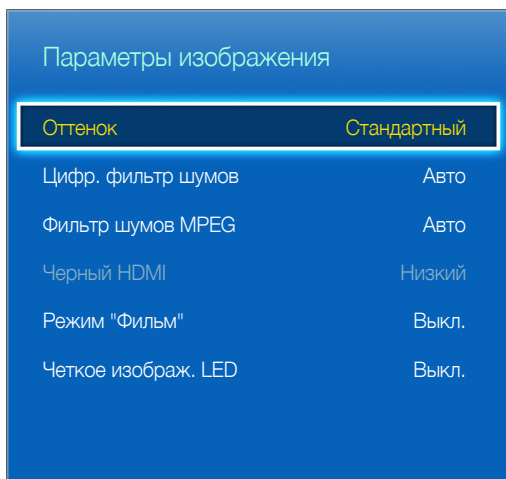 Параметры изображения
Оттенок Стандартный
Цифр. фильтр шумов Авто
Фильтр шумов MPEG Авто
Черный HDMI Низкий
Режим "Фильм" Выкл.
Четкое изображ. LED Выкл.